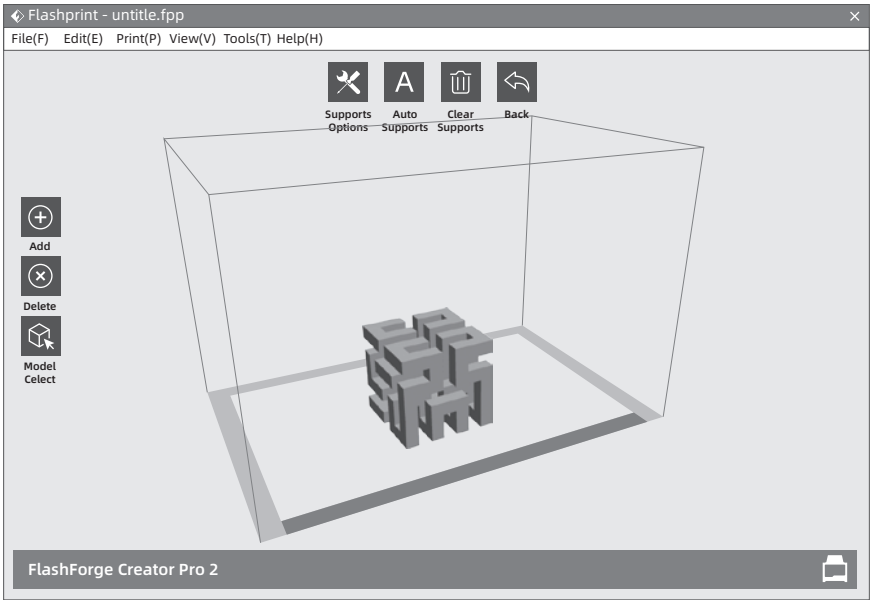 Flashprint - untitle.fpp
File(F) Edit(E) Print(P) View(V) Tools(T) Help(H)
Supports Options
A
Auto Supports
Clear Supports
Back
Add
Delete
Model Celect
FlashForge Creator Pro 2